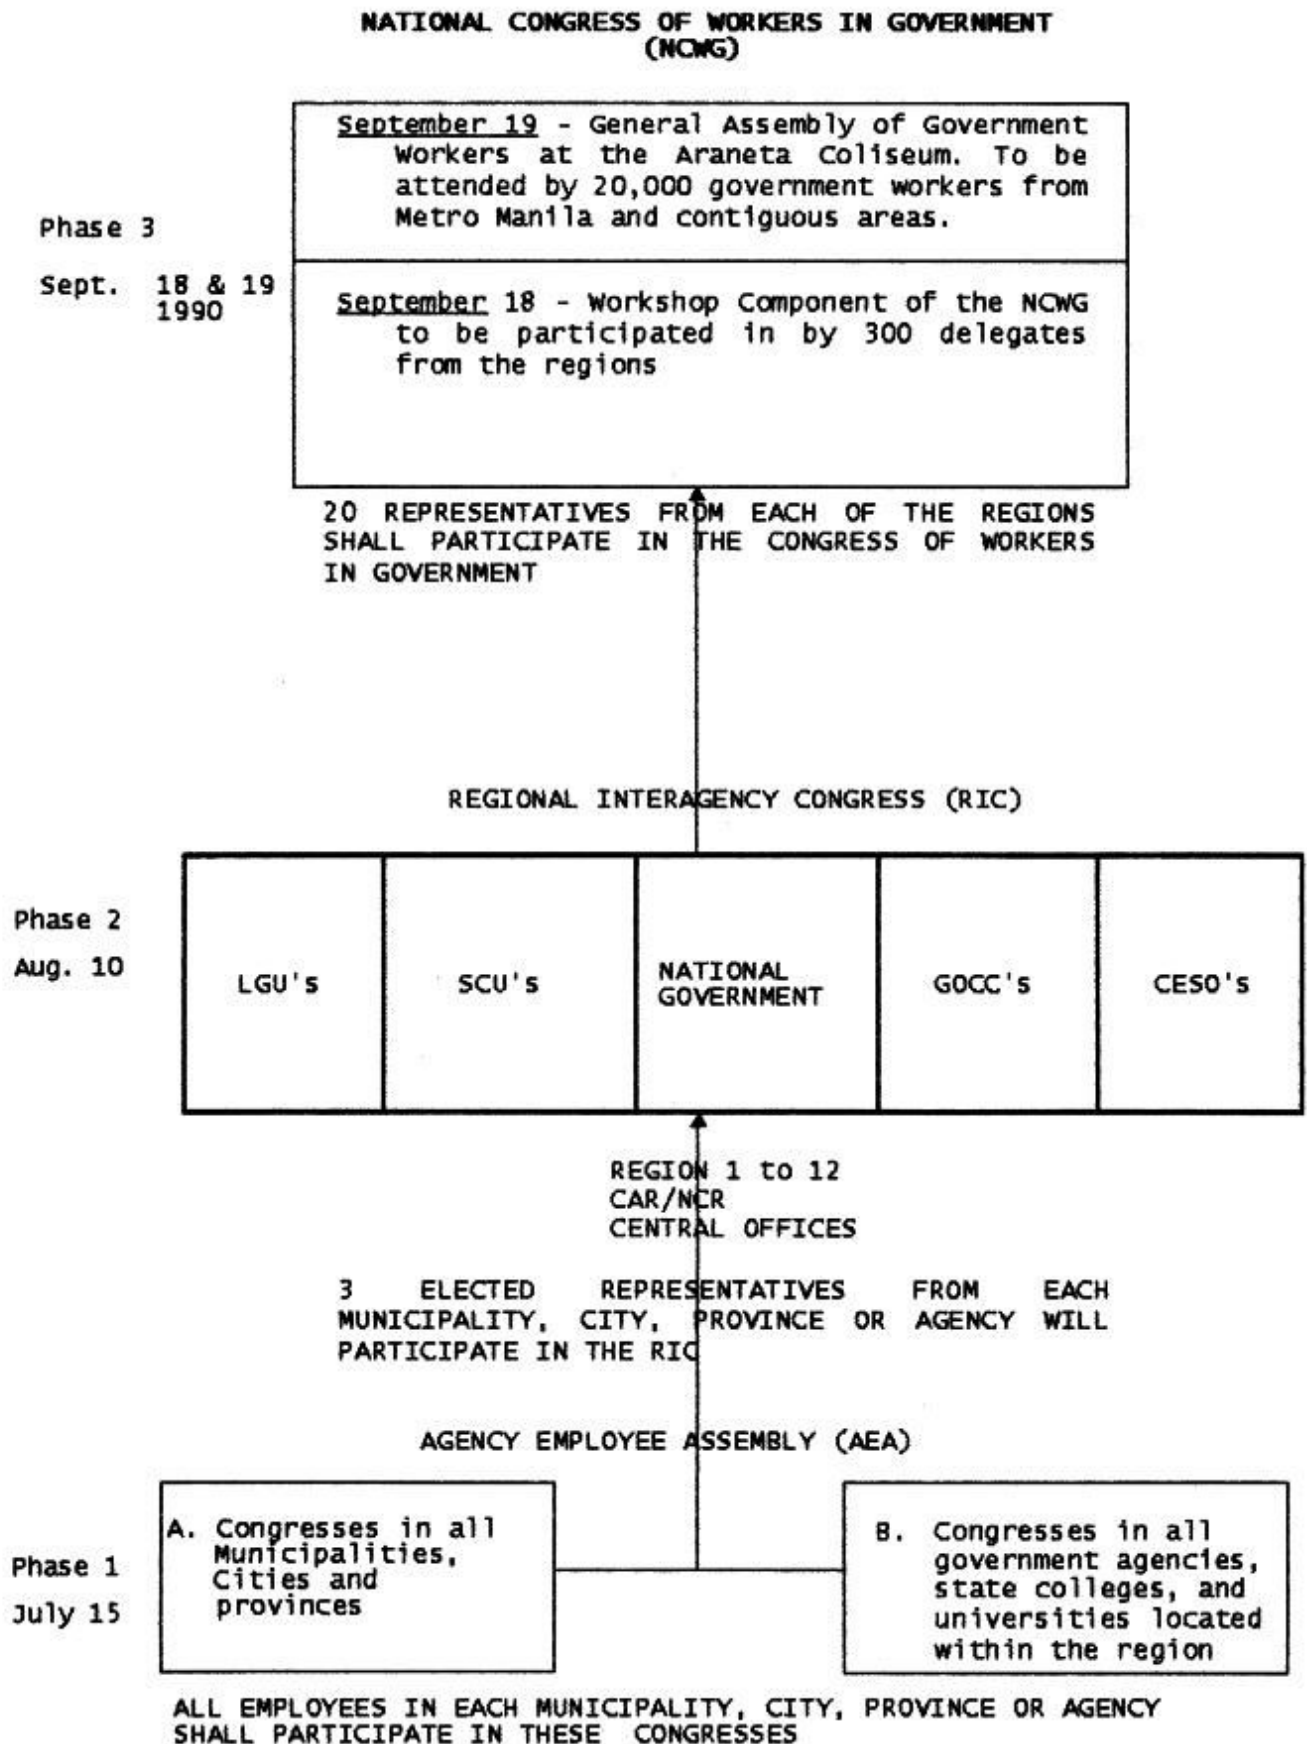 NATIONAL CONGRESS OF WORKERS IN GOVERNMENT
(NCWG)
September 19 - General Assembly of Government
Workers at the Araneta Coliseum. To be
attended by 20,000 government workers from
Metro Manila and contiguous areas.
Phase 3
Sept. 18 & 19
1990
September 18 - Workshop Component of the NCWG
to be participated in by 300 delegates
from the regions
20 REPRESENTATIVES FROM EACH OF THE REGIONS
SHALL PARTICIPATE IN THE CONGRESS OF WORKERS
IN GOVERNMENT
REGIONAL INTERAGENCY CONGRESS (RIC)
Phase 2
Aug. 10
LGU's
SCU's
NATIONAL
GOVERNMENT
GOCC's
CESO's
REGION 1 to 12
CAR/NCR
CENTRAL OFFICES
3 ELECTED REPRESENTATIVES FROM EACH
MUNICIPALITY, CITY, PROVINCE OR AGENCY WILL
PARTICIPATE IN THE RIC
AGENCY EMPLOYEE ASSEMBLY (AEA)
Phase 1
July 15
A. Congresses in all
Municipalities,
Cities and
provinces
B. Congresses in all
government agencies,
state colleges, and
universities located
within the region
ALL EMPLOYEES IN EACH MUNICIPALITY, CITY, PROVINCE OR AGENCY
SHALL PARTICIPATE IN THESE CONGRESSES